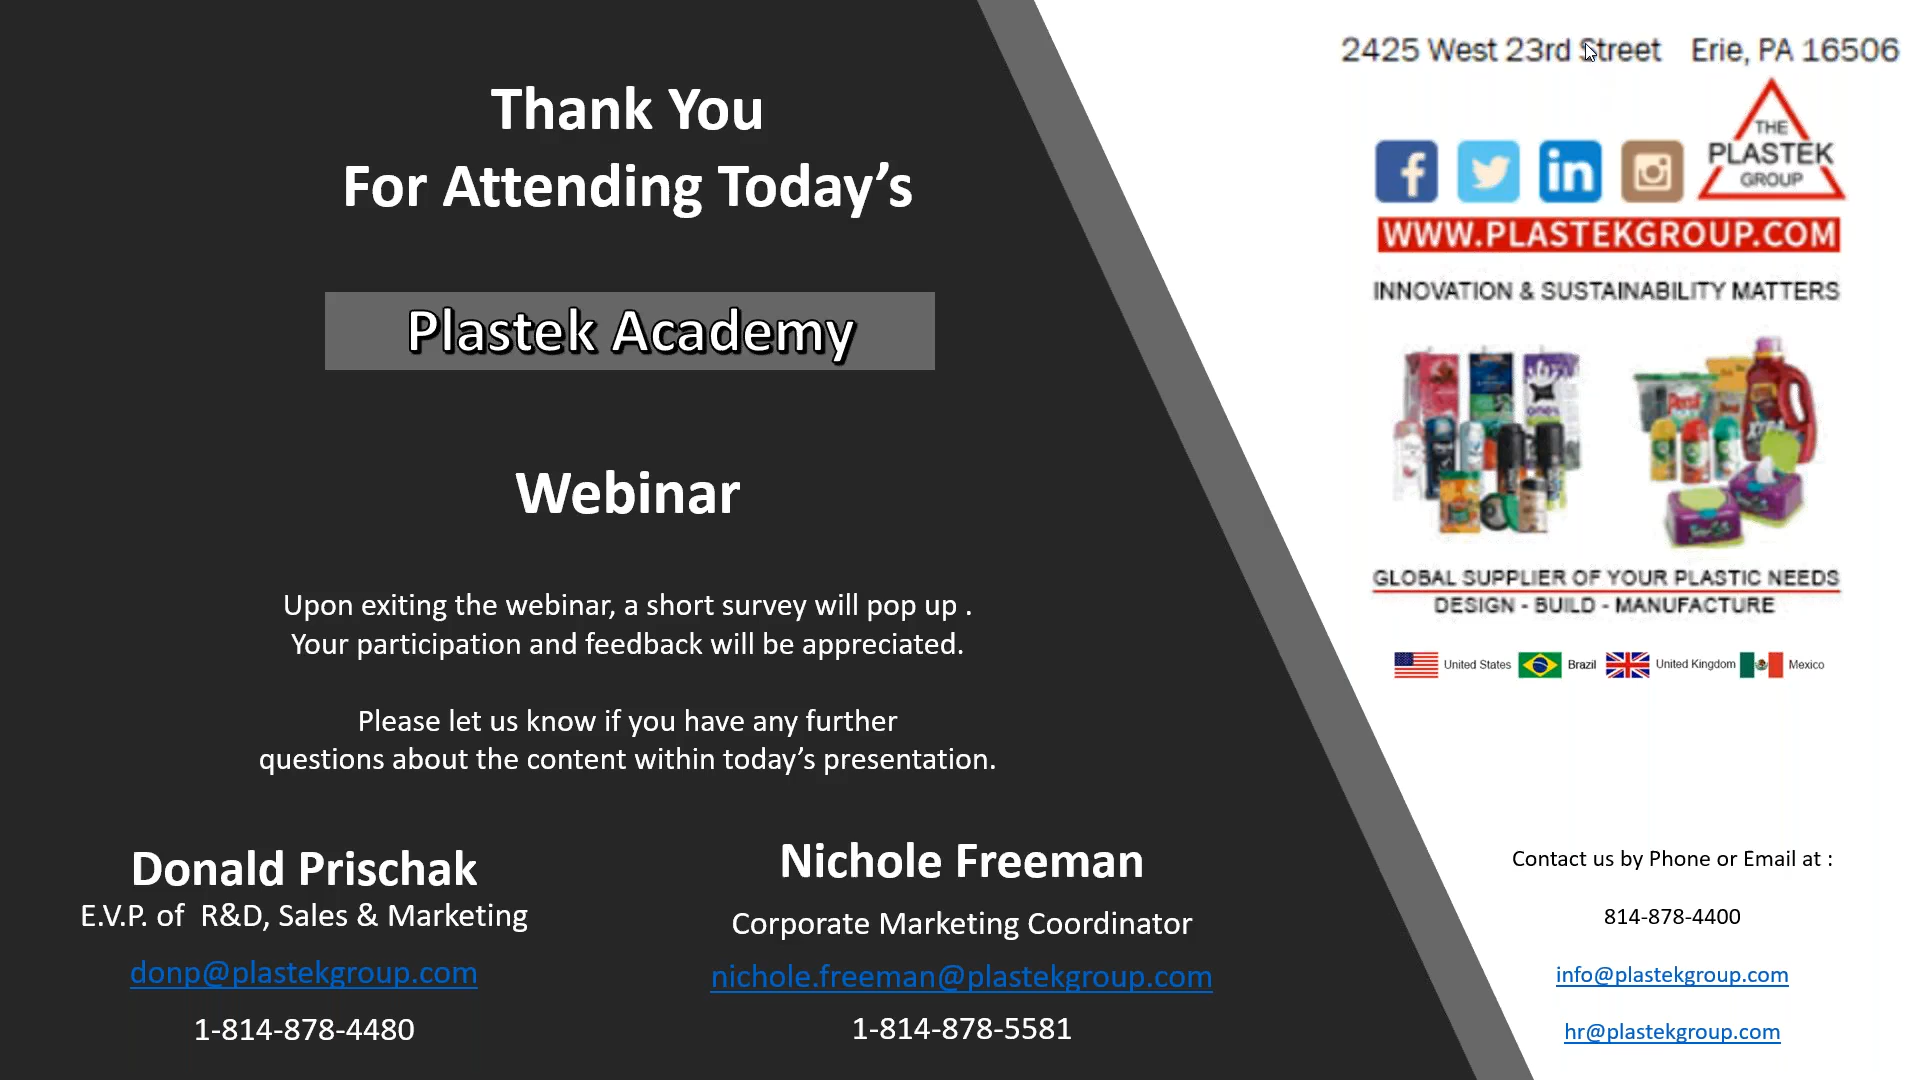 Thank You
For Attending Today’s
Plastek Academy
Webinar
Upon exiting the webinar, a short survey will pop up .
Your participation and feedback will be appreciated.
Please let us know if you have any further
questions about the content within today’s presentation.
Donald Prischak
E.V.P. of R&D, Sales & Marketing
donp@plastekgroup.com
1-814-878-4480
Nichole Freeman
Corporate Marketing Coordinator
nichole.freeman@plastekgroup.com
1-814-878-5581
2425 West 23rd Street Erie, PA 16506
THE
PLASTEK
GROUP
WWW.PLASTEKGROUP.COM
INNOVATION & SUSTAINABILITY MATTERS
Persil
XTRA
GLOBAL SUPPLIER OF YOUR PLASTIC NEEDS
DESIGN - BUILD - MANUFACTURE
United States Brazil United Kingdom Mexico
Contact us by Phone or Email at :
814-878-4400
info@plastekgroup.com
hr@plastekgroup.com